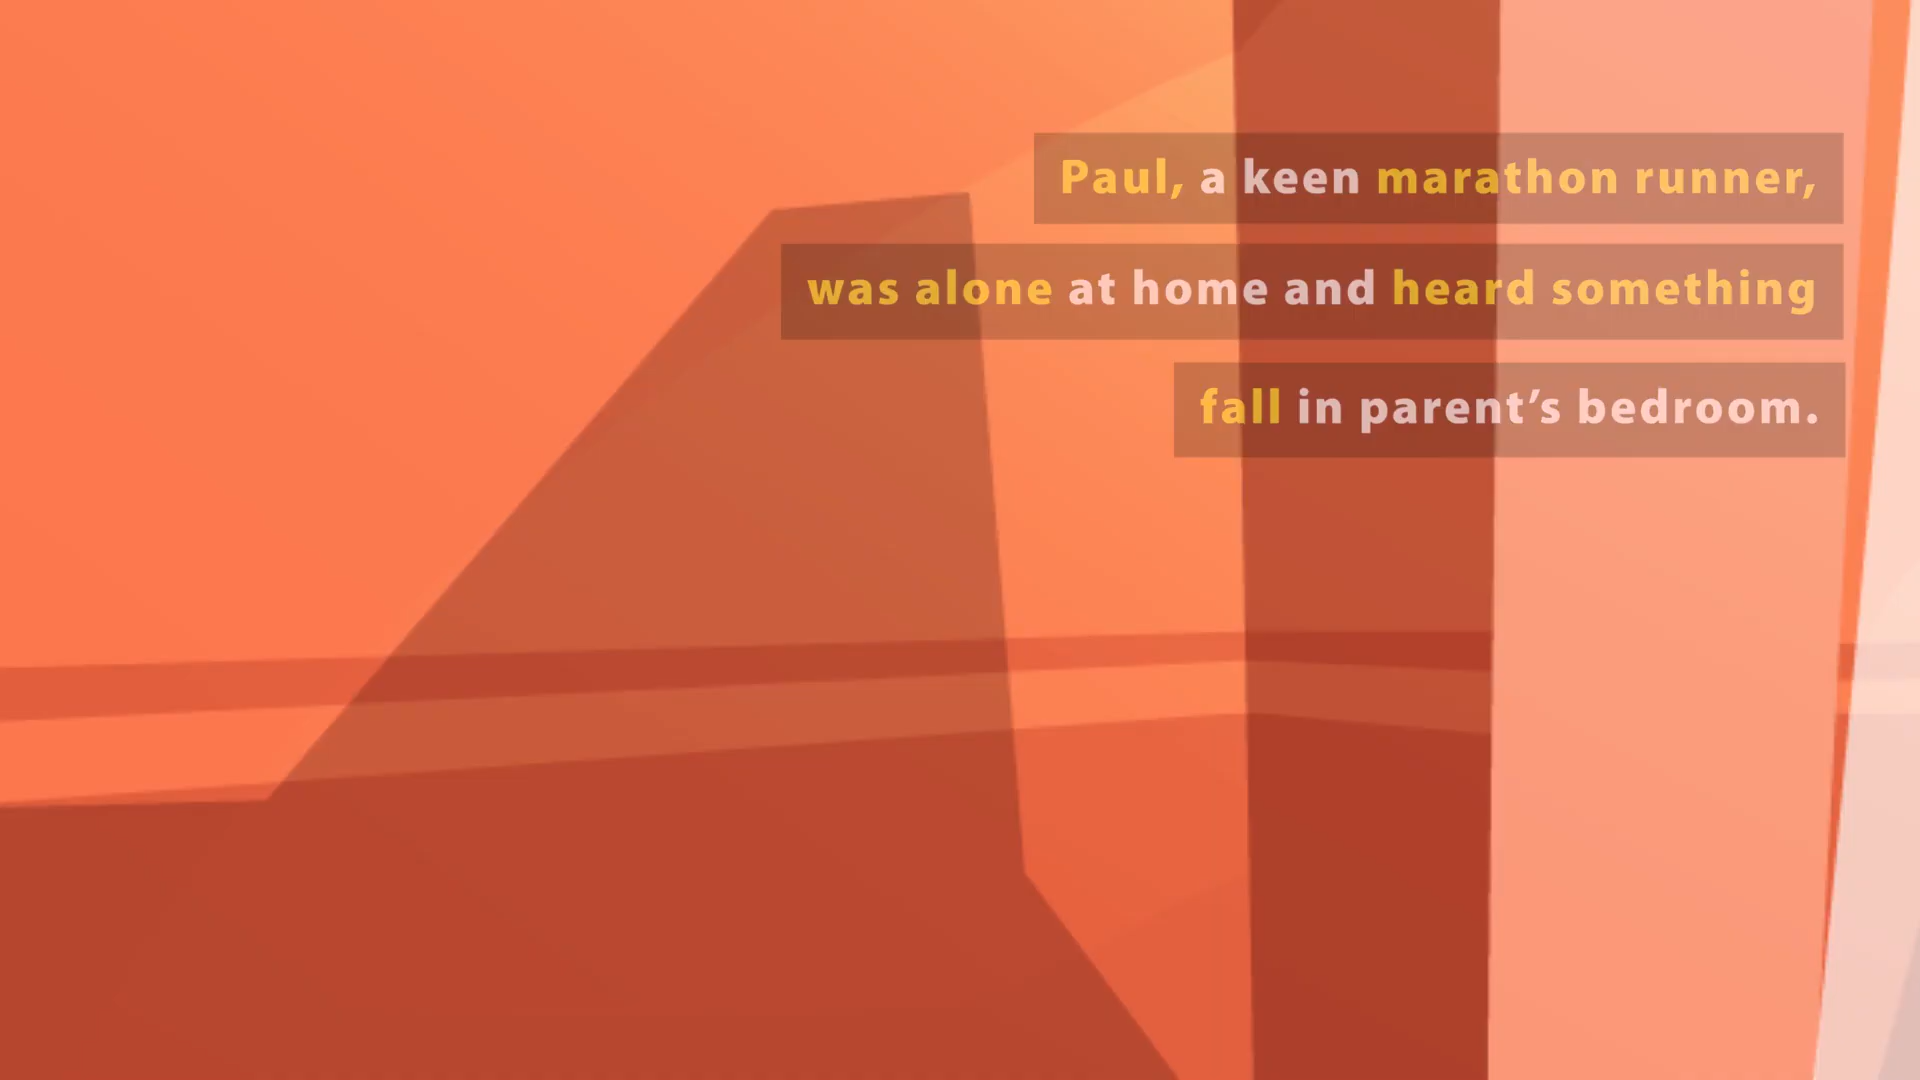 Paul, a keen marathon runner,
was alone at home and heard something
fall in parent’s bedroom.